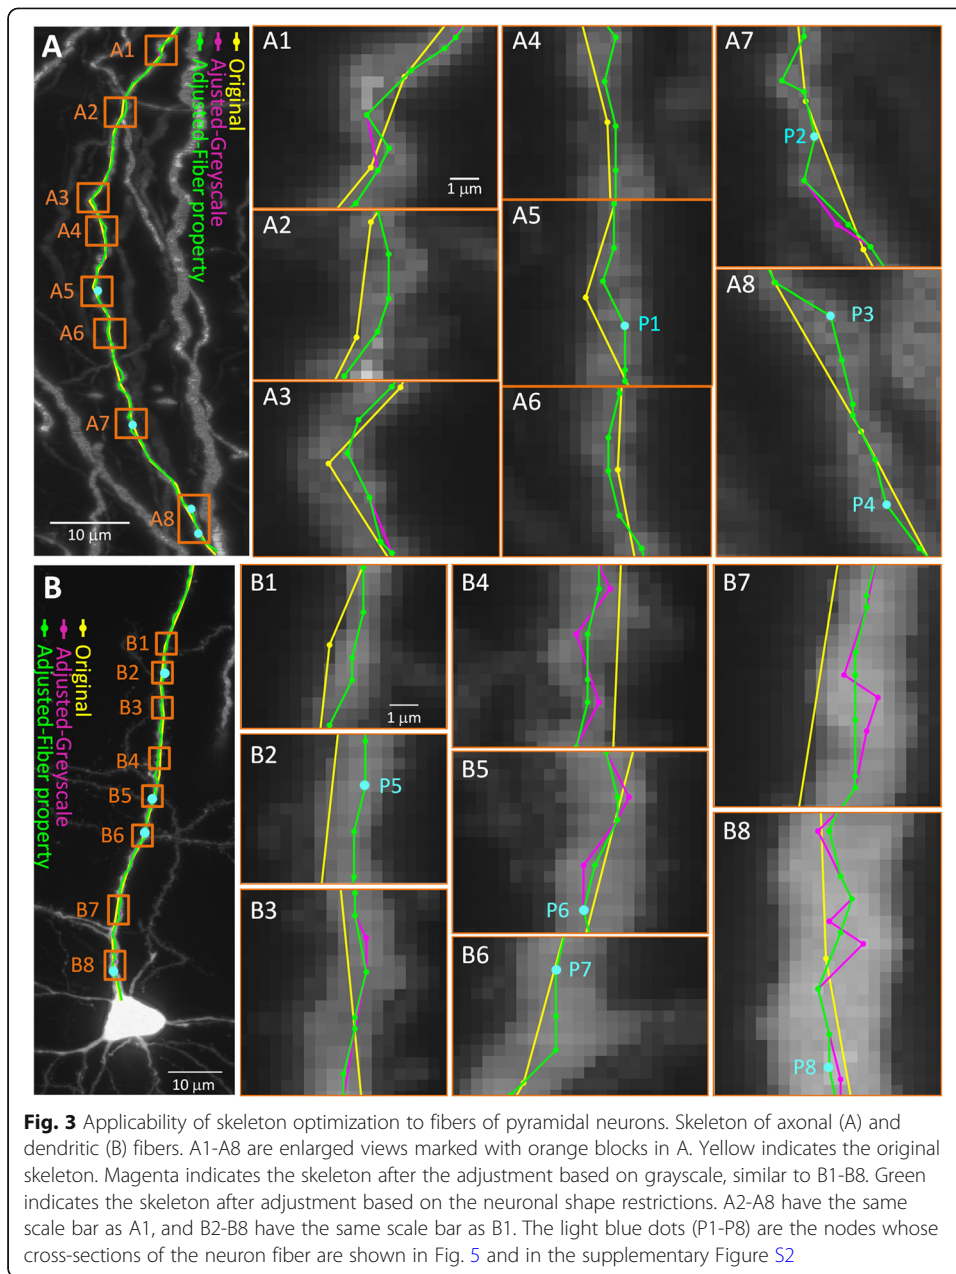 A
A1
A2
A3
A4
A5
A6
A7
A8
Original
Ajusted-Greyscale
Adjusted-Fiber property
10 µm
A1
1 µm
A2
A3
A4
A5
P1
A6
A7
P2
A8
P3
P4
B
B1
B2
B3
B4
B5
B6
B7
B8
Original
Adjusted-Greyscale
Adjusted-Fiber property
10 µm
B1
1 µm
B2
P5
B3
B4
B5
P6
B6
P7
B7
B8
P8
Fig. 3 Applicability of skeleton optimization to fibers of pyramidal neurons. Skeleton of axonal (A) and
dendritic (B) fibers. A1-A8 are enlarged views marked with orange blocks in A. Yellow indicates the original
skeleton. Magenta indicates the skeleton after the adjustment based on grayscale, similar to B1-B8. Green
indicates the skeleton after adjustment based on the neuronal shape restrictions. A2-A8 have the same
scale bar as A1, and B2-B8 have the same scale bar as B1. The light blue dots (P1-P8) are the nodes whose
cross-sections of the neuron fiber are shown in Fig. 5 and in the supplementary Figure S2